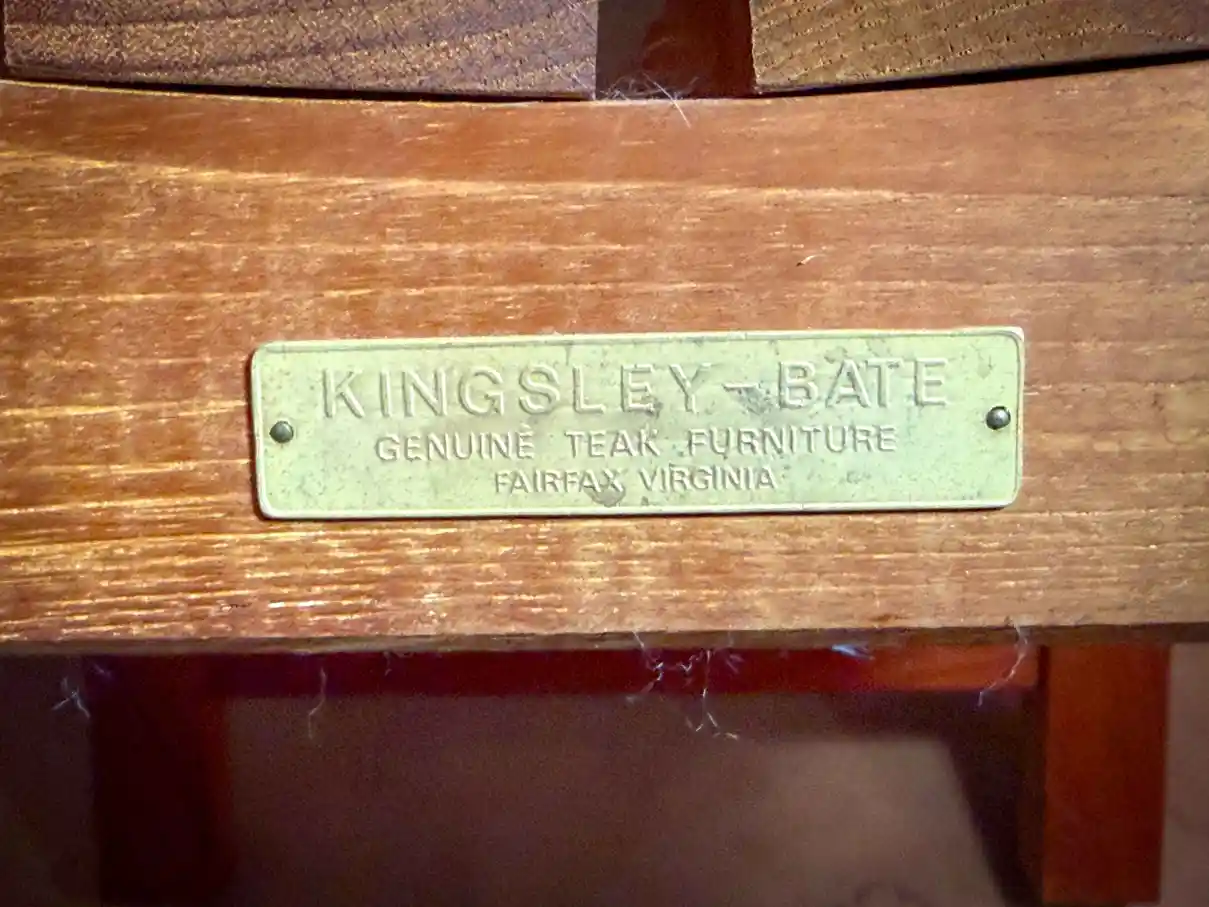 KINGSLEY-BATE
GENUINE TEAK FURNITURE
FAIRFAX VIRGINIA